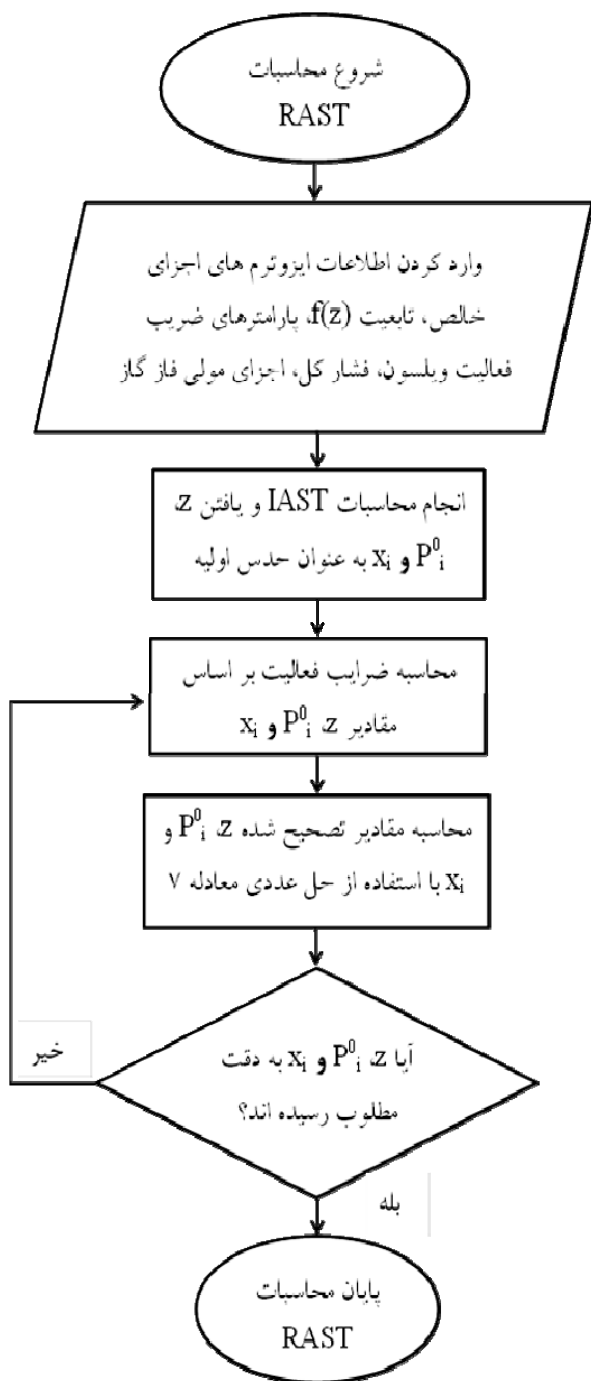 شروع محاسبات
RAST
وارد کردن اطلاعات ایزوترم های اجزای
خالص، تابعیت f(z)، پارامترهای ضریب
فعالیت ویلسون، فشار کل، اجزای مولی فاز گاز
انجام محاسبات IAST و یافتن z،
P⁰ᵢ و xᵢ به عنوان حدس اولیه
محاسبه ضرایب فعالیت بر اساس
مقادیر z، P⁰ᵢ و xᵢ
محاسبه مقادیر تصحیح شده z، P⁰ᵢ و
xᵢ با استفاده از حل عددی معادله ۷
آیا z، P⁰ᵢ و xᵢ به دقت
مطلوب رسیده اند؟
خیر
بله
پایان محاسبات
RAST